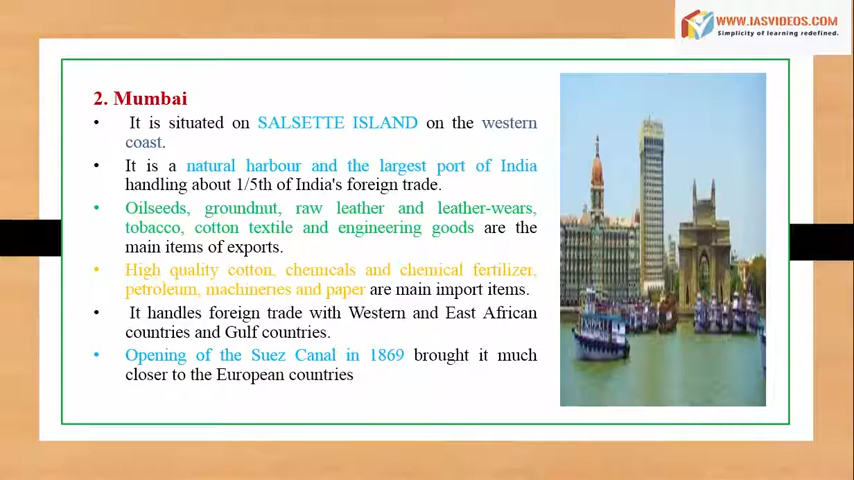 WWW.IASVIDEOS.COM
Simplicity of learning redefined.
2. Mumbai
• It is situated on SALSETTE ISLAND on the western
coast.
• It is a natural harbour and the largest port of India
handling about 1/5th of India's foreign trade.
• Oilseeds, groundnut, raw leather and leather-wears,
tobacco, cotton textile and engineering goods are the
main items of exports.
• High quality cotton, chemicals and chemical fertilizer,
petroleum, machineries and paper are main import items.
• It handles foreign trade with Western and East African
countries and Gulf countries.
• Opening of the Suez Canal in 1869 brought it much
closer to the European countries